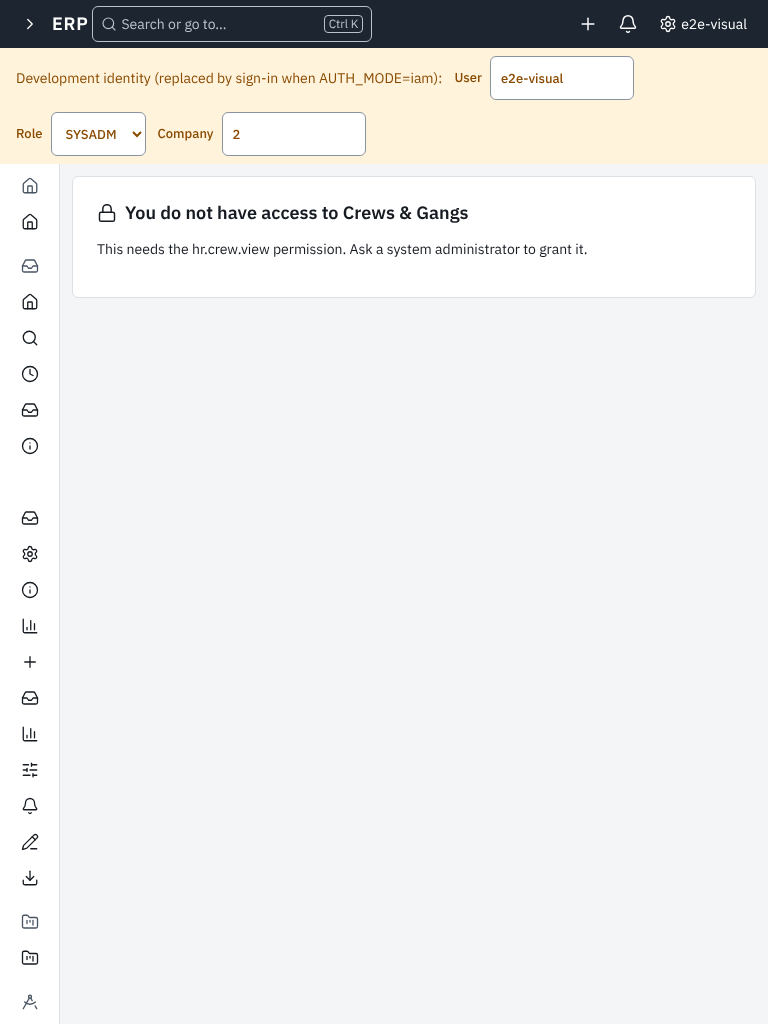 ERP
Search or go to...
Ctrl K
e2e-visual
Development identity (replaced by sign-in when AUTH_MODE=iam):
User
e2e-visual
Role
SYSADM
Company
2
You do not have access to Crews & Gangs
This needs the hr.crew.view permission. Ask a system administrator to grant it.